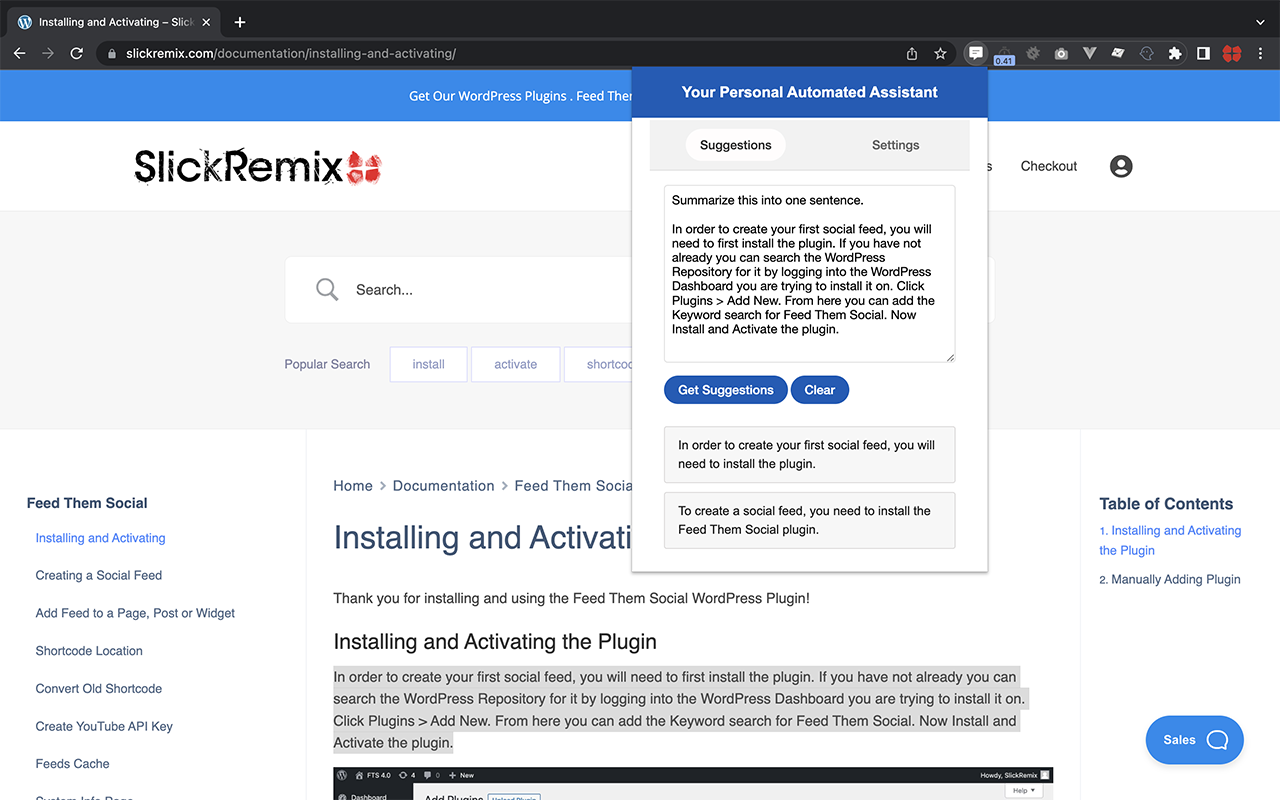 Installing and Activating – Slick
slickremix.com/documentation/installing-and-activating/
0.41
Get Our WordPress Plugins . Feed Ther
SlickRemix
s
Checkout
Search...
Popular Search
install
activate
shortcod
Your Personal Automated Assistant
Suggestions
Settings
Summarize this into one sentence.
In order to create your first social feed, you will
need to first install the plugin. If you have not
already you can search the WordPress
Repository for it by logging into the WordPress
Dashboard you are trying to install it on. Click
Plugins > Add New. From here you can add the
Keyword search for Feed Them Social. Now
Install and Activate the plugin.
Get Suggestions
Clear
In order to create your first social feed, you will
need to install the plugin.
To create a social feed, you need to install the
Feed Them Social plugin.
Feed Them Social
Installing and Activating
Creating a Social Feed
Add Feed to a Page, Post or Widget
Shortcode Location
Convert Old Shortcode
Create YouTube API Key
Feeds Cache
System Info Page
Home > Documentation > Feed Them Socia
Installing and Activati
Thank you for installing and using the Feed Them Social WordPress Plugin!
Installing and Activating the Plugin
In order to create your first social feed, you will need to first install the plugin. If you have not already you can
search the WordPress Repository for it by logging into the WordPress Dashboard you are trying to install it on.
Click Plugins > Add New. From here you can add the Keyword search for Feed Them Social. Now Install and
Activate the plugin.
FTS 4.0
4
0
+ New
Howdy, SlickRemix
Dashboard
Add Plugins
Upload Plugin
Help
Table of Contents
1. Installing and Activating
the Plugin
2. Manually Adding Plugin
Sales